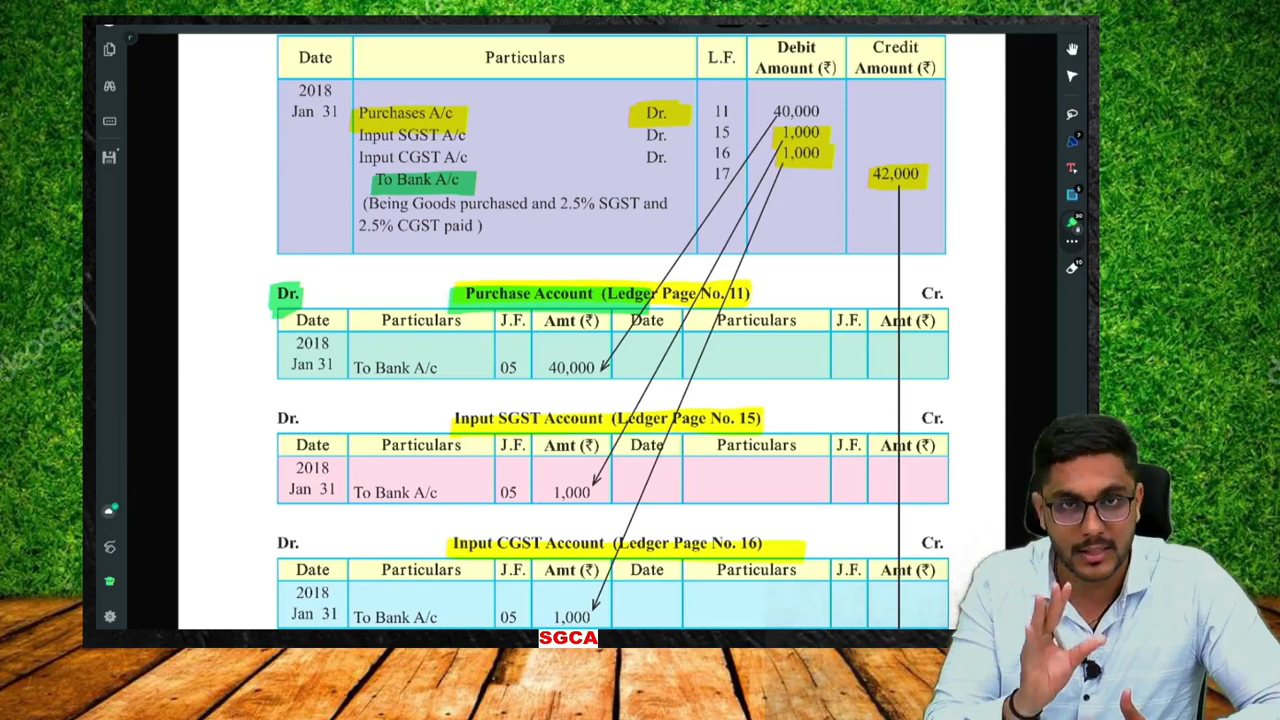 Date Particulars L.F. Debit Amount (₹) Credit Amount (₹)
2018
Jan 31 Purchases A/c Dr. 11 40,000
Input SGST A/c Dr. 15 1,000
Input CGST A/c Dr. 16 1,000
To Bank A/c 17 42,000
(Being Goods purchased and 2.5% SGST and
2.5% CGST paid )
Dr. Purchase Account (Ledger Page No. 11) Cr.
Date Particulars J.F. Amt (₹) Date Particulars J.F. Amt (₹)
2018
Jan 31 To Bank A/c 05 40,000
Dr. Input SGST Account (Ledger Page No. 15) Cr.
Date Particulars J.F. Amt (₹) Date Particulars J.F. Amt (₹)
2018
Jan 31 To Bank A/c 05 1,000
Dr. Input CGST Account (Ledger Page No. 16) Cr.
Date Particulars J.F. Amt (₹) Date Particulars J.F. Amt (₹)
2018
Jan 31 To Bank A/c 05 1,000
SGCA